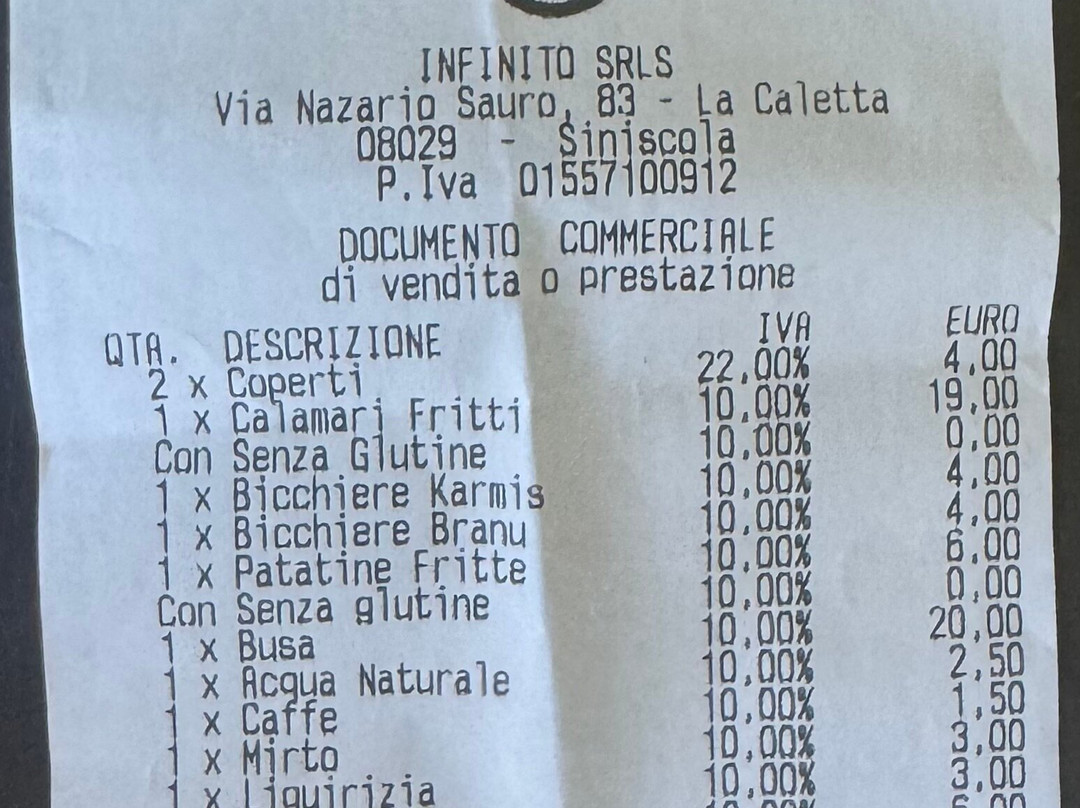 INFINITO SRLS
Via Nazario Sauro, 83 - La Caletta
08029 - Siniscola
P.Iva 01557100912
DOCUMENTO COMMERCIALE
di vendita o prestazione
QTA. DESCRIZIONE IVA EURO
2 x Coperti 22,00% 4,00
1 x Calamari Fritti 10,00% 19,00
Con Senza Glutine 10,00% 0,00
1 x Bicchiere Karmis 10,00% 4,00
1 x Bicchiere Branu 10,00% 4,00
1 x Patatine Fritte 10,00% 6,00
Con Senza glutine 10,00% 0,00
1 x Busa 10,00% 20,00
1 x Acqua Naturale 10,00% 2,50
1 x Caffe 10,00% 1,50
1 x Mirto 10,00% 3,00
1 x Liquirizia 10,00% 3,00